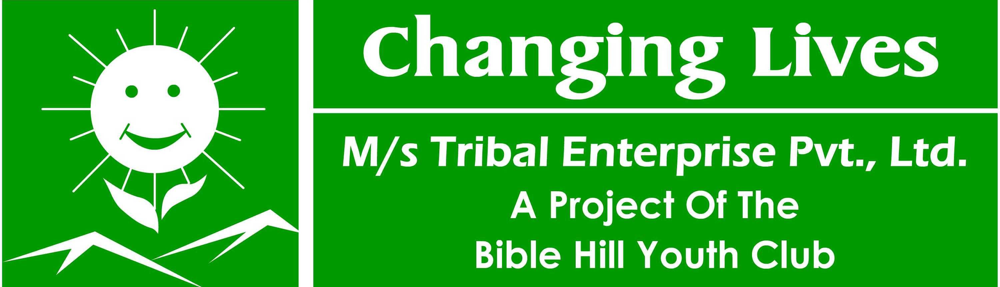 Changing Lives
M/s Tribal Enterprise Pvt., Ltd.
A Project Of The
Bible Hill Youth Club